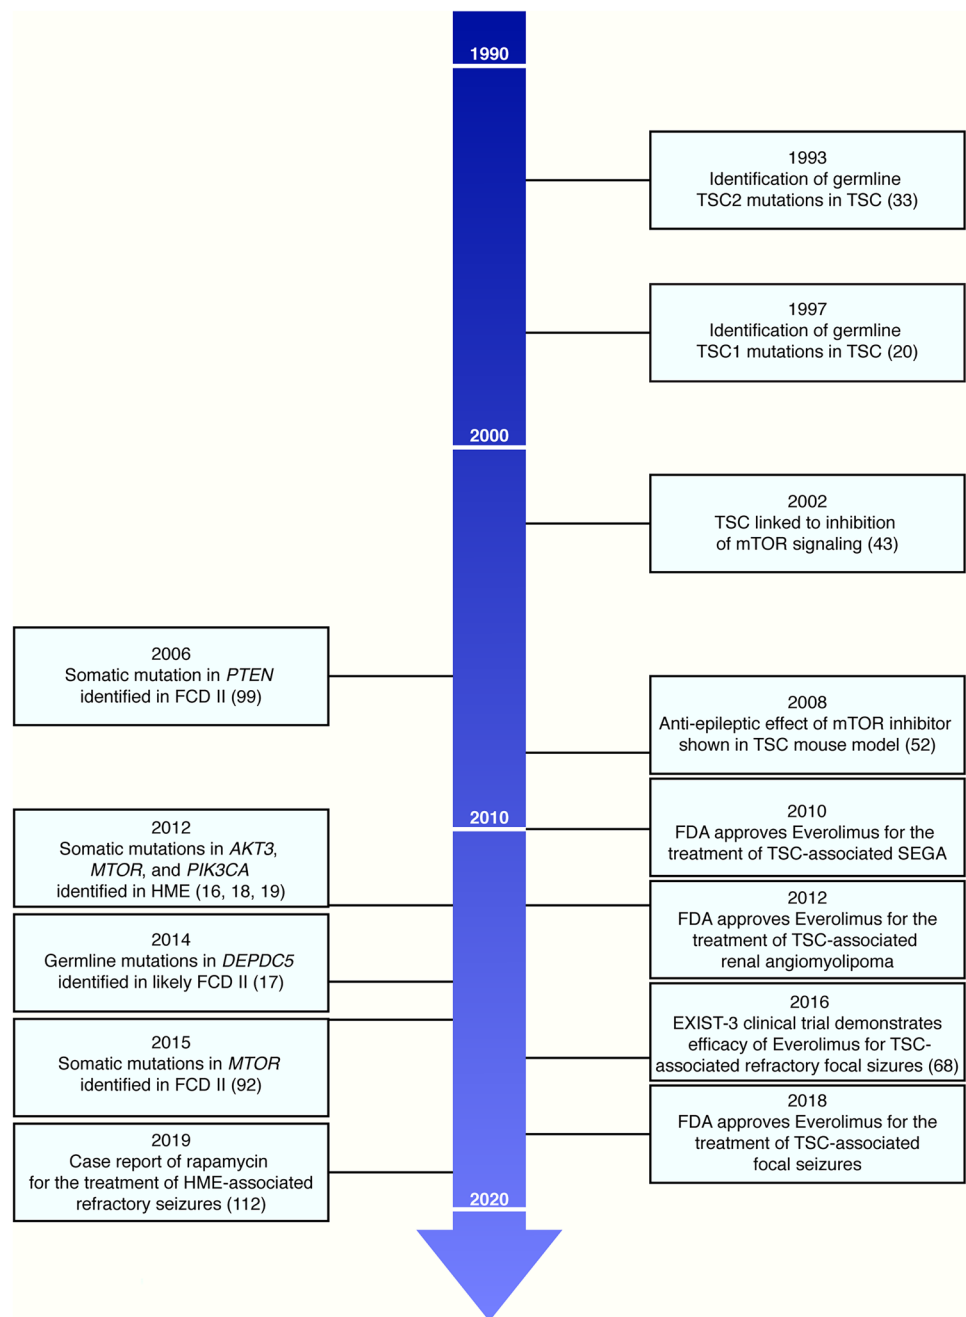 1990
1993
Identification of germline
TSC2 mutations in TSC (33)
1997
Identification of germline
TSC1 mutations in TSC (20)
2000
2002
TSC linked to inhibition
of mTOR signaling (43)
2006
Somatic mutation in PTEN
identified in FCD II (99)
2008
Anti-epileptic effect of mTOR inhibitor
shown in TSC mouse model (52)
2010
2010
FDA approves Everolimus for the
treatment of TSC-associated SEGA
2012
Somatic mutations in AKT3,
MTOR, and PIK3CA
identified in HME (16, 18, 19)
2012
FDA approves Everolimus for the
treatment of TSC-associated
renal angiomyolipoma
2014
Germline mutations in DEPDC5
identified in likely FCD II (17)
2015
Somatic mutations in MTOR
identified in FCD II (92)
2016
EXIST-3 clinical trial demonstrates
efficacy of Everolimus for TSC-
associated refractory focal sizures (68)
2018
FDA approves Everolimus for the
treatment of TSC-associated
focal seizures
2019
Case report of rapamycin
for the treatment of HME-associated
refractory seizures (112)
2020